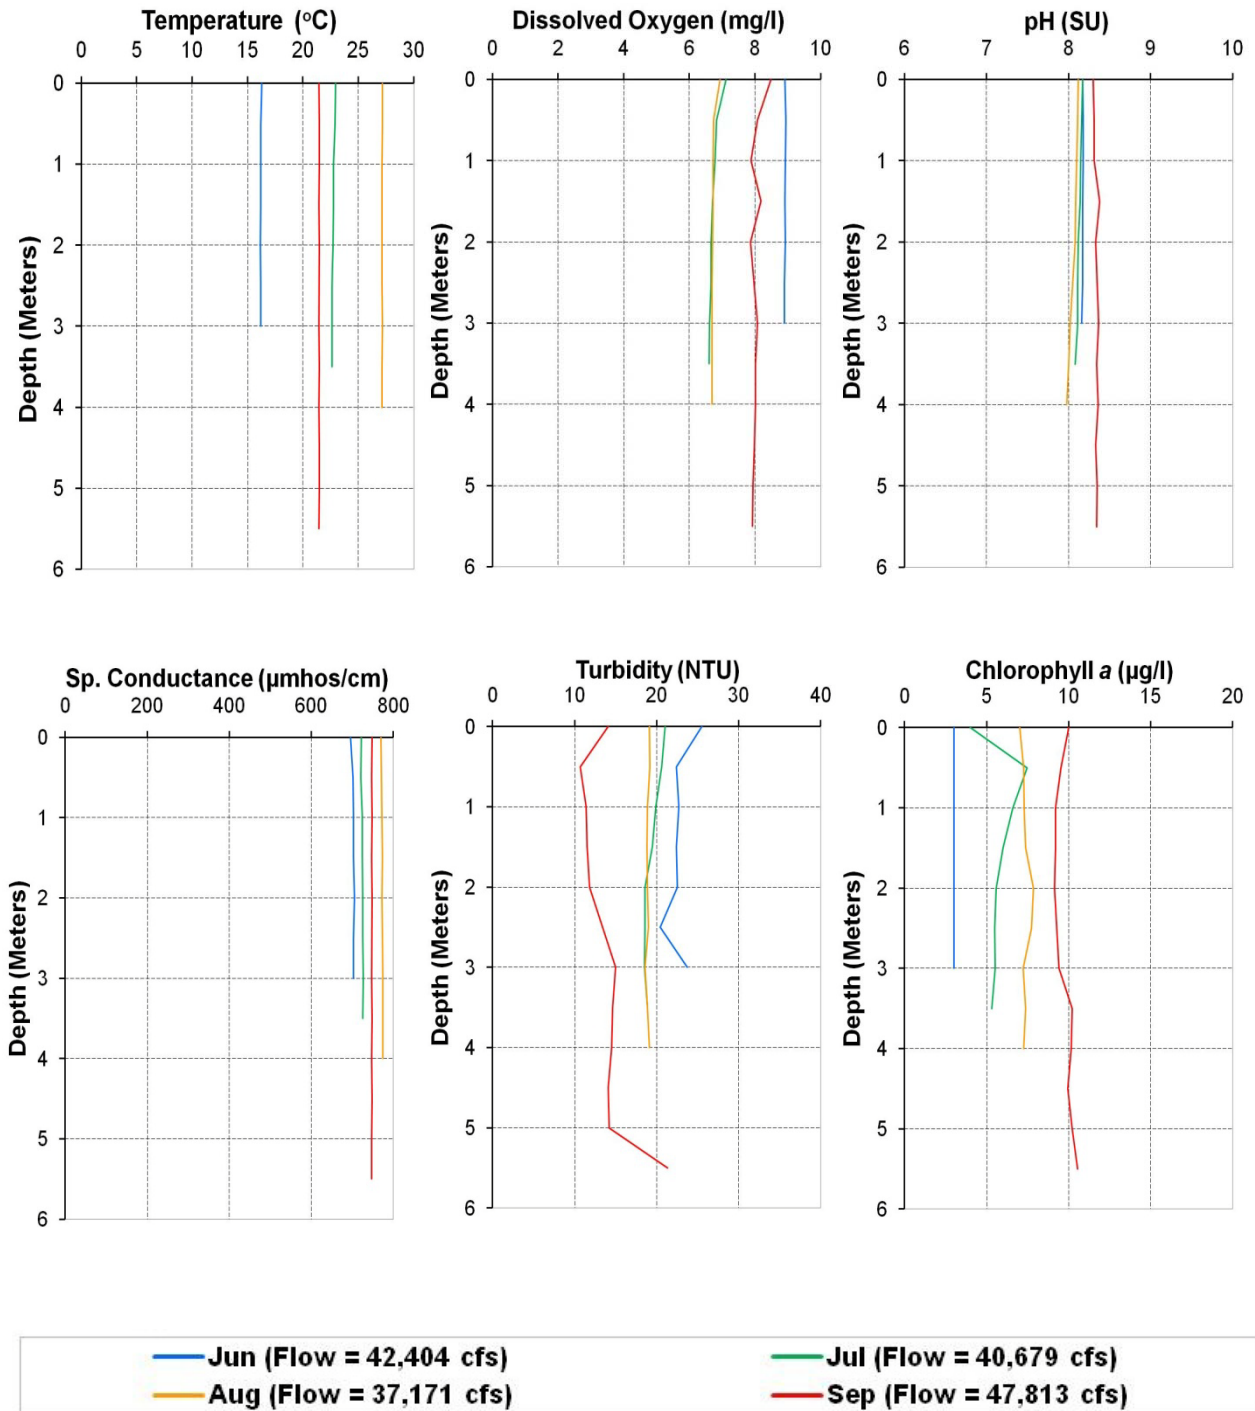 Temperature (°C)
0 5 10 15 20 25 30
0
1
2
3
4
5
6
Depth (Meters)
Dissolved Oxygen (mg/l)
0 2 4 6 8 10
0
1
2
3
4
5
6
Depth (Meters)
pH (SU)
6 7 8 9 10
0
1
2
3
4
5
6
Depth (Meters)
Sp. Conductance (µmhos/cm)
0 200 400 600 800
0
1
2
3
4
5
6
Depth (Meters)
Turbidity (NTU)
0 10 20 30 40
0
1
2
3
4
5
6
Depth (Meters)
Chlorophyll a (µg/l)
0 5 10 15 20
0
1
2
3
4
5
6
Depth (Meters)
Jun (Flow = 42,404 cfs)
Jul (Flow = 40,679 cfs)
Aug (Flow = 37,171 cfs)
Sep (Flow = 47,813 cfs)